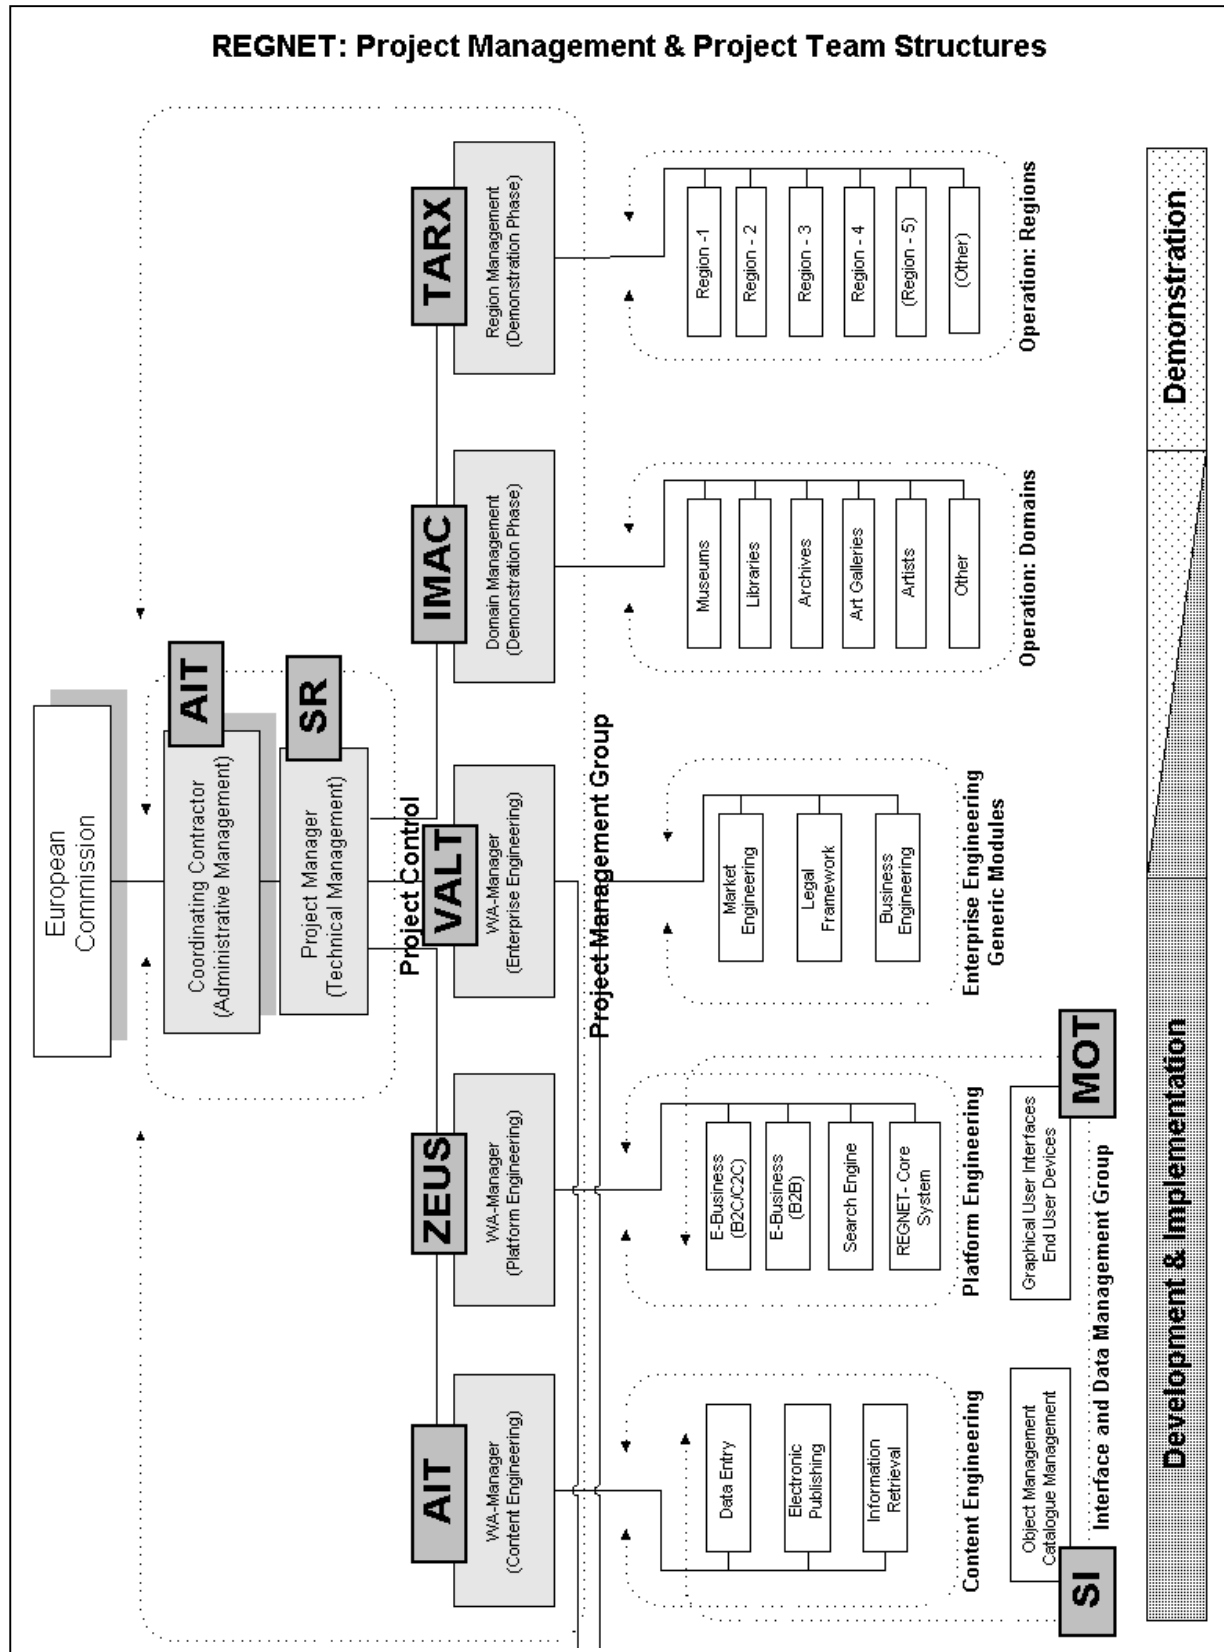 REGNET: Project Management & Project Team Structures
European
Commission
AIT
Coordinating Contractor
(Administrative Management)
SR
Project Manager
(Technical Management)
Project Control
AIT
WA-Manager
(Content Engineering)
ZEUS
WA-Manager
(Platform Engineering)
VALT
WA-Manager
(Enterprise Engineering)
IMAC
Domain Management
(Demonstration Phase)
TARX
Region Management
(Demonstration Phase)
Project Management Group
Data Entry
Electronic
Publishing
Information
Retrieval
Content Engineering
E-Business
(B2C/C2C)
E-Business
(B2B)
Search Engine
REGNET- Core
System
Platform Engineering
Market
Engineering
Legal
Framework
Business
Engineering
Enterprise Engineering
Generic Modules
Museums
Libraries
Archives
Art Galleries
Artists
Other
Operation: Domains
Region -1
Region - 2
Region - 3
Region - 4
(Region - 5)
(Other)
Operation: Regions
SI
Object Management
Catalogue Management
Graphical User Interfaces
End User Devices
MOT
Interface and Data Management Group
Development & Implementation
Demonstration